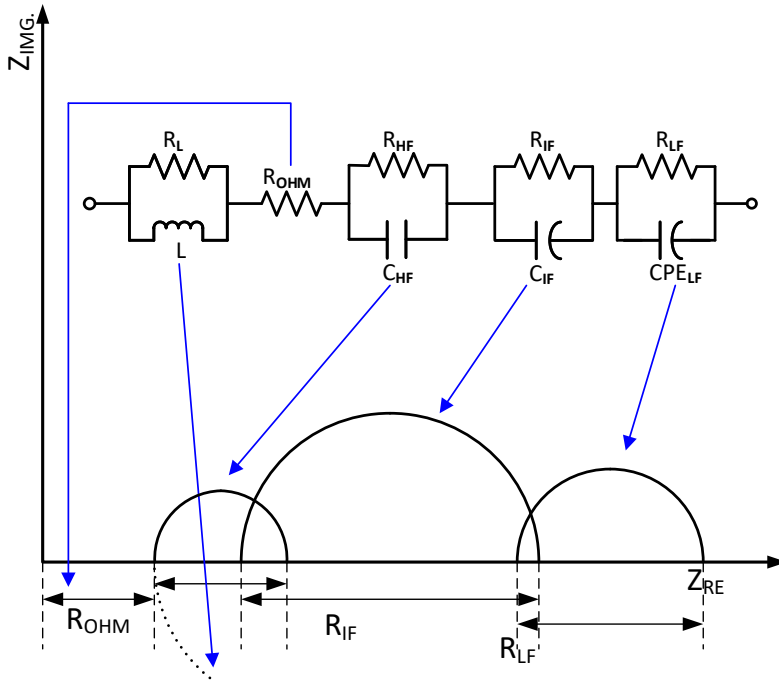 Z_IMG.
R_L
R_OHM
R_HF
R_IF
R_LF
L
C_HF
C_IF
CPE_LF
Z_RE
R_OHM
R_IF
R_LF